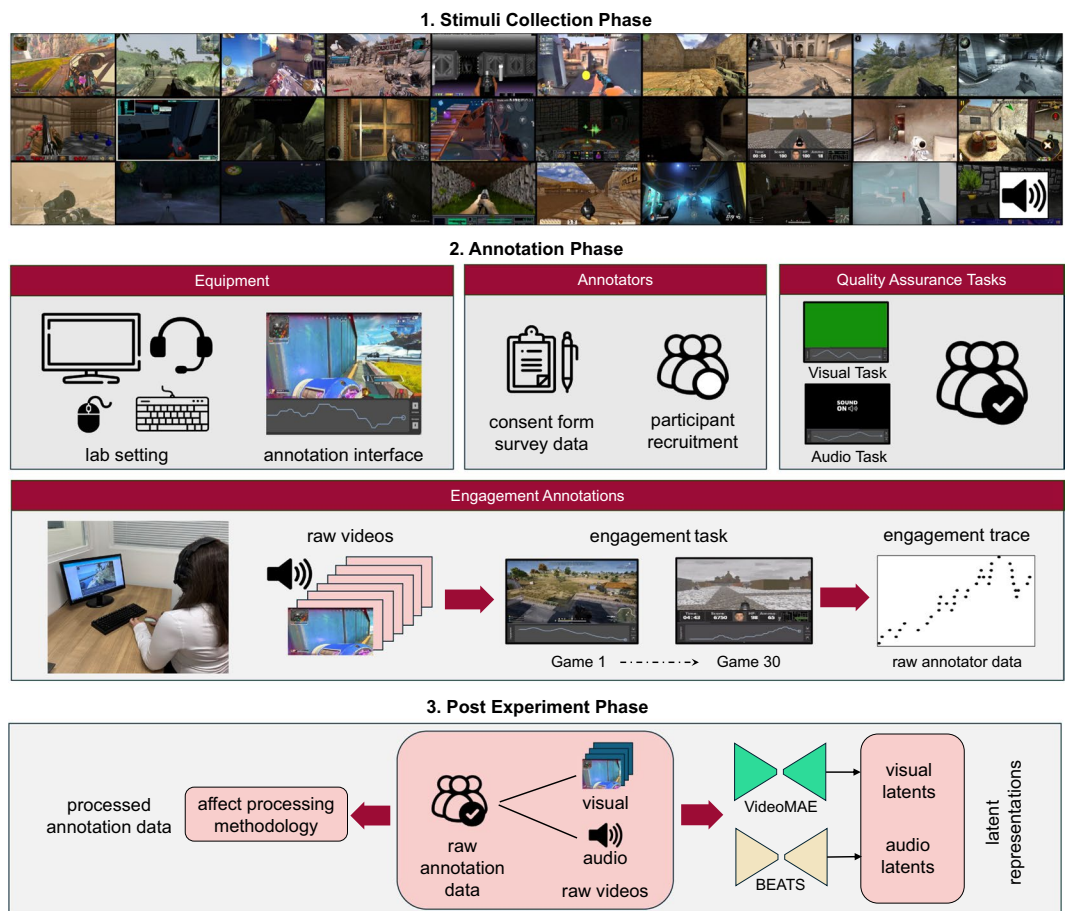 1. Stimuli Collection Phase
2. Annotation Phase
Equipment
lab setting
annotation interface
Annotators
consent form
survey data
participant
recruitment
Quality Assurance Tasks
Visual Task
SOUND
ON
Audio Task
Engagement Annotations
raw videos
engagement task
Game 1
Game 30
engagement trace
raw annotator data
3. Post Experiment Phase
processed
annotation data
affect processing
methodology
raw
annotation
data
visual
audio
raw videos
VideoMAE
BEATS
visual
latents
audio
latents
latent
representations